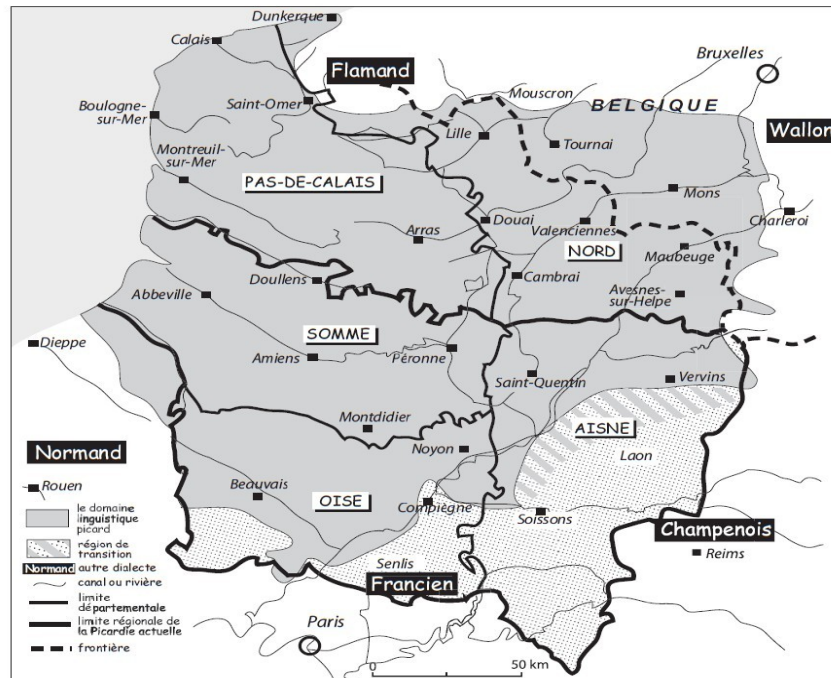 Dunkerque
Calais
Bruxelles
Flamand
Mouscron
BELGIQUE
Boulogne-
sur-Mer
Saint-Omer
Lille
Tournai
Wallon
Montreuil-
sur-Mer
PAS-DE-CALAIS
Mons
Douai
Valenciennes
Charleroi
Arras
NORD
Maubeuge
Doullens
Cambrai
Avesnes-
sur-Helpe
Abbeville
SOMME
Dieppe
Amiens
Péronne
Saint-Quentin
Vervins
Montdidier
AISNE
Noyon
Laon
Normand
Rouen
Beauvais
OISE
Compiègne
Soissons
Champenois
Reims
Senlis
Francien
Paris
le domaine
linguistique
picard
région de
transition
Normand autre dialecte
canal ou rivière
limite
départementale
limite régionale de
la Picardie actuelle
frontière
0 50 km